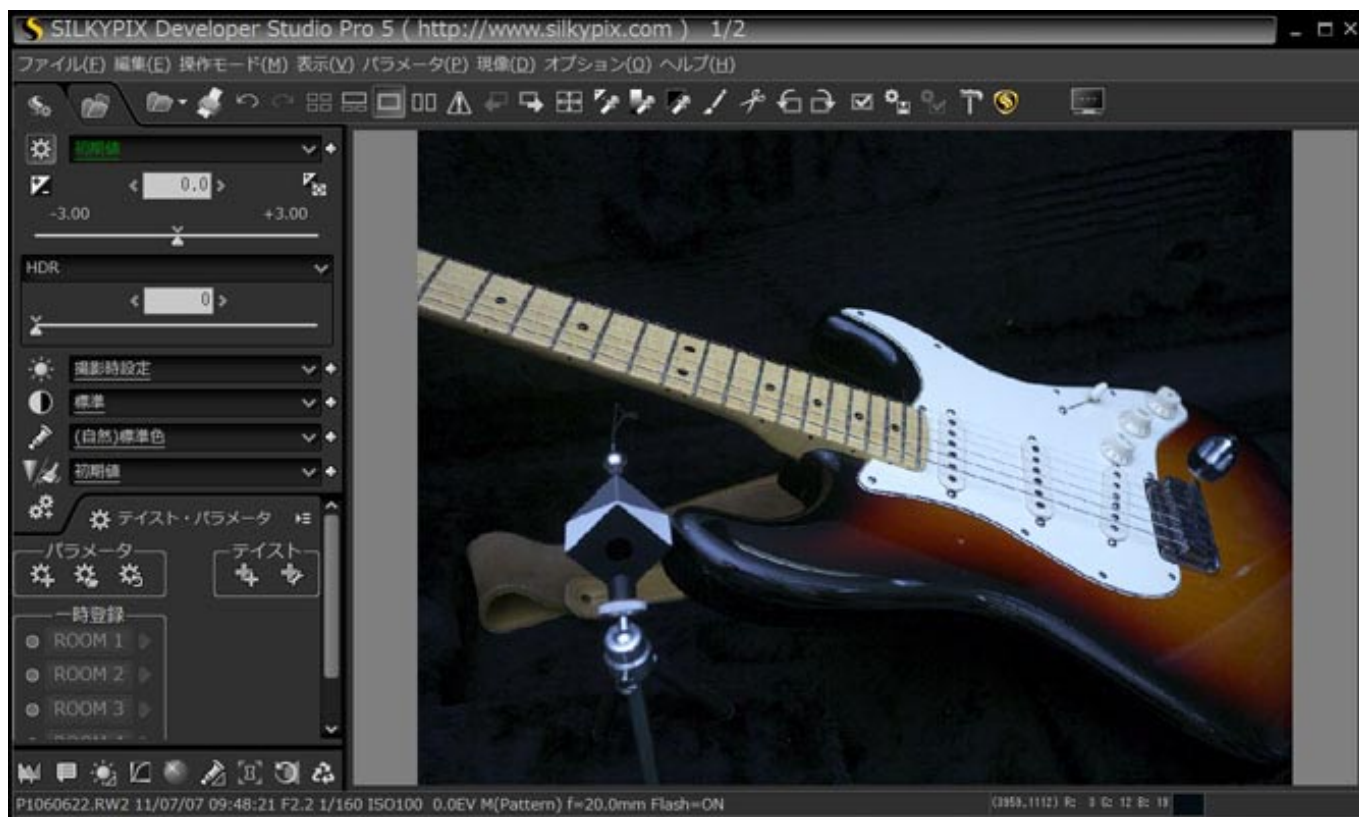 SILKYPIX Developer Studio Pro 5 ( http://www.silkypix.com )    1/2
ファイル(F) 編集(E) 操作モード(M) 表示(V) パラメータ(P) 現像(D) オプション(O) ヘルプ(H)
初期値
0.0
-3.00 +3.00
HDR
0
撮影時設定
標準
(自然)標準色
初期値
テイスト・パラメータ
パラメータ テイスト
一時登録
ROOM 1
ROOM 2
ROOM 3
P1060622.RW2 11/07/07 09:48:21 F2.2 1/160 ISO100 0.0EV M(Pattern) f=20.0mm Flash=ON
(3959,1112) R: 3 G: 12 B: 19